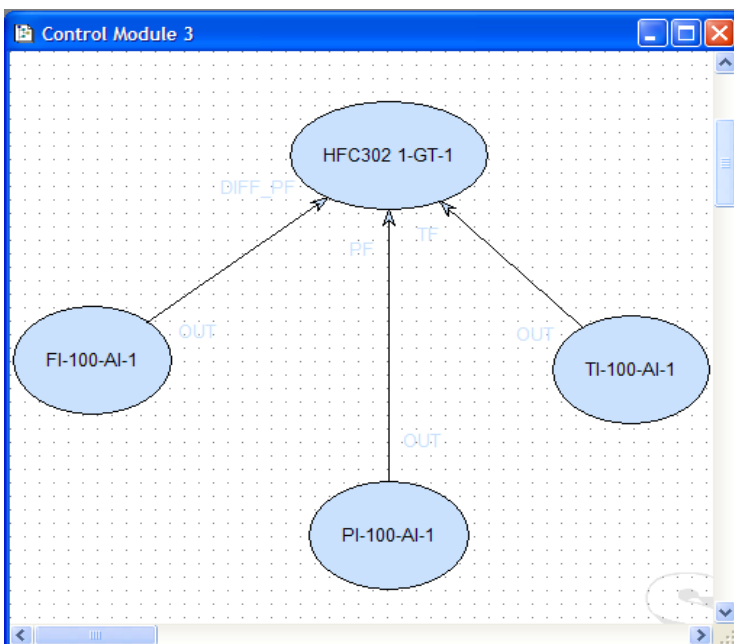 Control Module 3
HFC302 1-GT-1
DIFF_PF
PF
TF
FI-100-AI-1
OUT
OUT
TI-100-AI-1
OUT
PI-100-AI-1